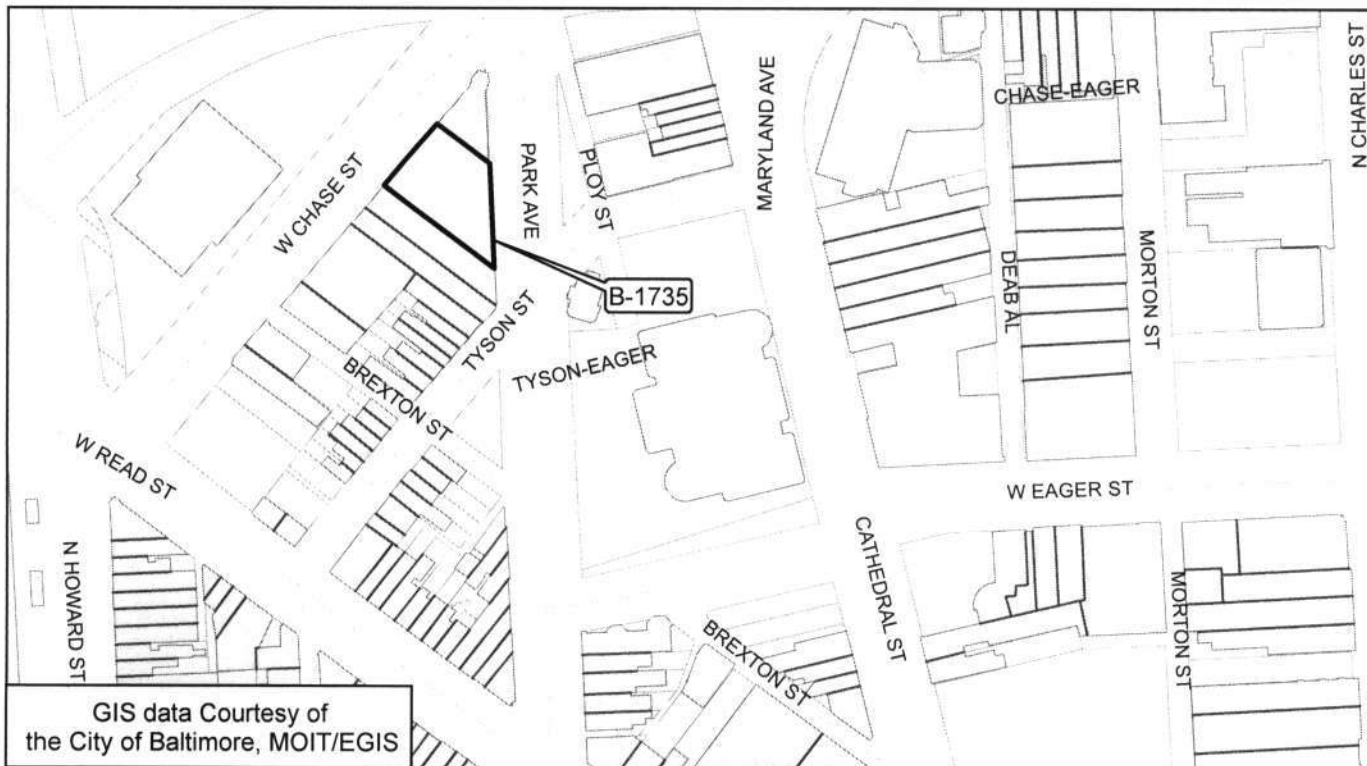 N CHARLES ST
CHASE-EAGER
MARYLAND AVE
W CHASE ST
PARK AVE
PLOY ST
B-1735
DEAB AL
MORTON ST
TYSON ST
TYSON-EAGER
BREXTON ST
W READ ST
W EAGER ST
N HOWARD ST
CATHEDRAL ST
BREXTON ST
MORTON ST
GIS data Courtesy of
the City of Baltimore, MOIT/EGIS